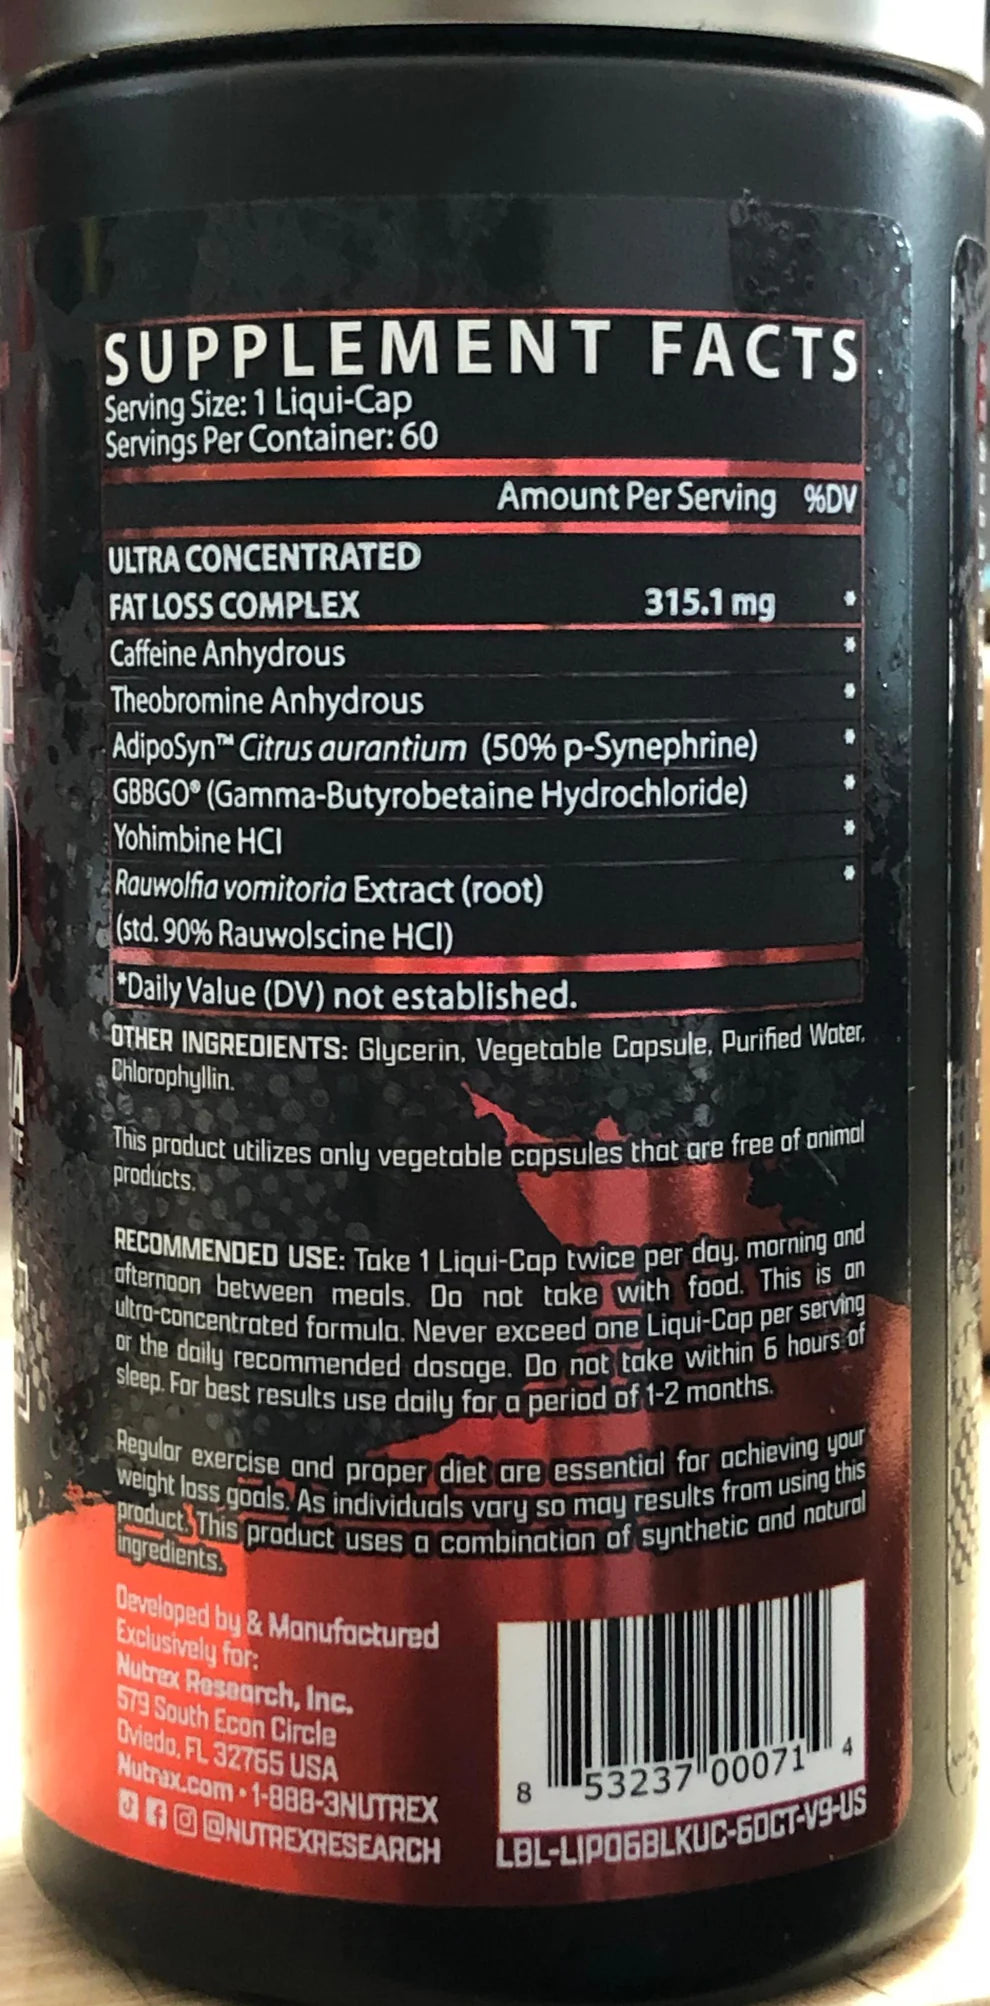 SUPPLEMENT FACTS
Serving Size: 1 Liqui-Cap
Servings Per Container: 60
Amount Per Serving %DV
ULTRA CONCENTRATED
FAT LOSS COMPLEX 315.1 mg *
Caffeine Anhydrous *
Theobromine Anhydrous *
AdipoSyn™ Citrus aurantium (50% p-Synephrine) *
GBBGO® (Gamma-Butyrobetaine Hydrochloride) *
Yohimbine HCl *
Rauwolfia vomitoria Extract (root) *
(std. 90% Rauwolscine HCl)
*Daily Value (DV) not established.
OTHER INGREDIENTS: Glycerin, Vegetable Capsule, Purified Water,
Chlorophyllin.
This product utilizes only vegetable capsules that are free of animal
products.
RECOMMENDED USE: Take 1 Liqui-Cap twice per day, morning and
afternoon between meals. Do not take with food. This is an
ultra-concentrated formula. Never exceed one Liqui-Cap per serving
or the daily recommended dosage. Do not take within 6 hours of
sleep. For best results use daily for a period of 1-2 months.
Regular exercise and proper diet are essential for achieving your
weight loss goals. As individuals vary so may results from using this
product. This product uses a combination of synthetic and natural
ingredients.
Developed by & Manufactured
Exclusively for:
Nutrex Research, Inc.
579 South Econ Circle
Oviedo, FL 32765 USA
Nutrex.com • 1-888-3NUTREX
@NUTREXRESEARCH
8 53237 00071 4
LBL-LIPO6BLKUC-60CT-V9-US